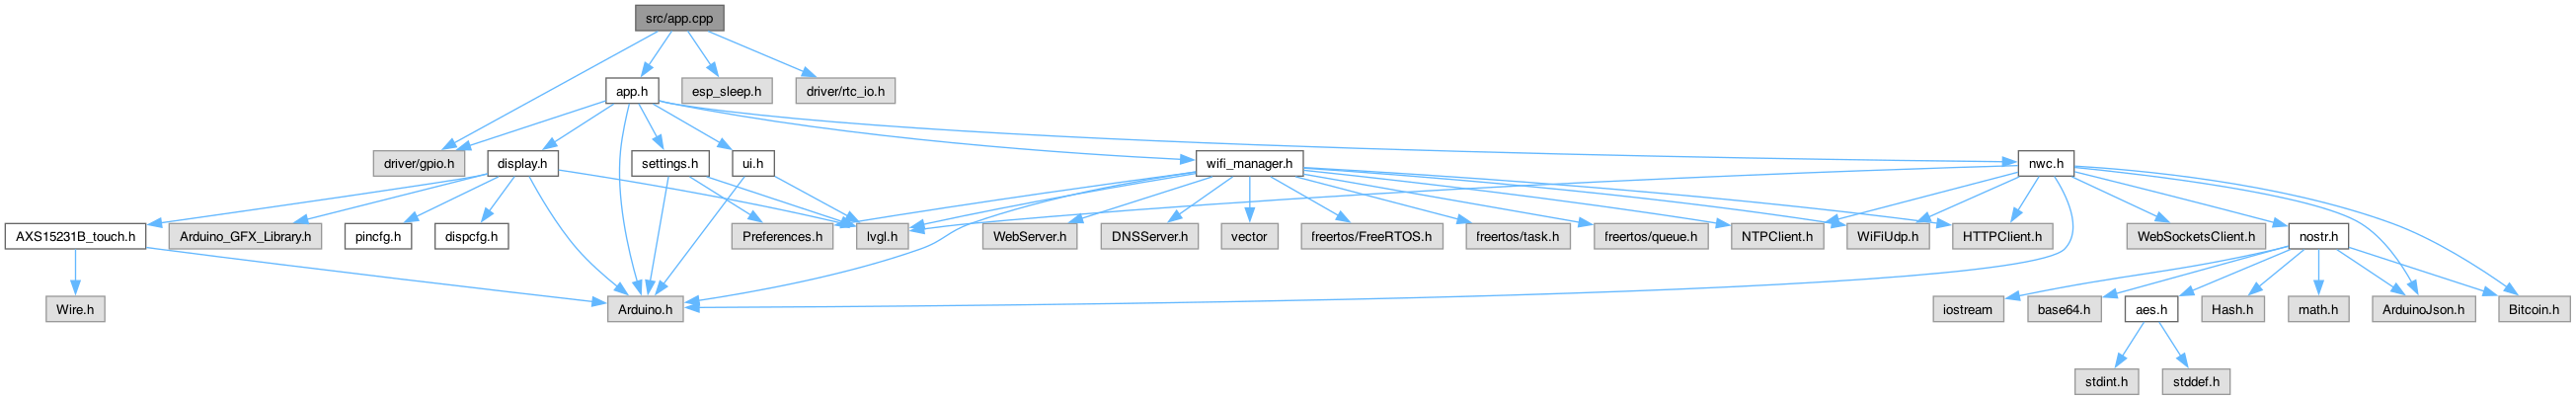 src/app.cpp
app.h
esp_sleep.h
driver/rtc_io.h
driver/gpio.h
display.h
settings.h
ui.h
wifi_manager.h
nwc.h
AXS15231B_touch.h
Arduino_GFX_Library.h
pincfg.h
dispcfg.h
Preferences.h
lvgl.h
WebServer.h
DNSServer.h
vector
freertos/FreeRTOS.h
freertos/task.h
freertos/queue.h
NTPClient.h
WiFiUdp.h
HTTPClient.h
WebSocketsClient.h
nostr.h
Wire.h
Arduino.h
iostream
base64.h
aes.h
Hash.h
math.h
ArduinoJson.h
Bitcoin.h
stdint.h
stddef.h